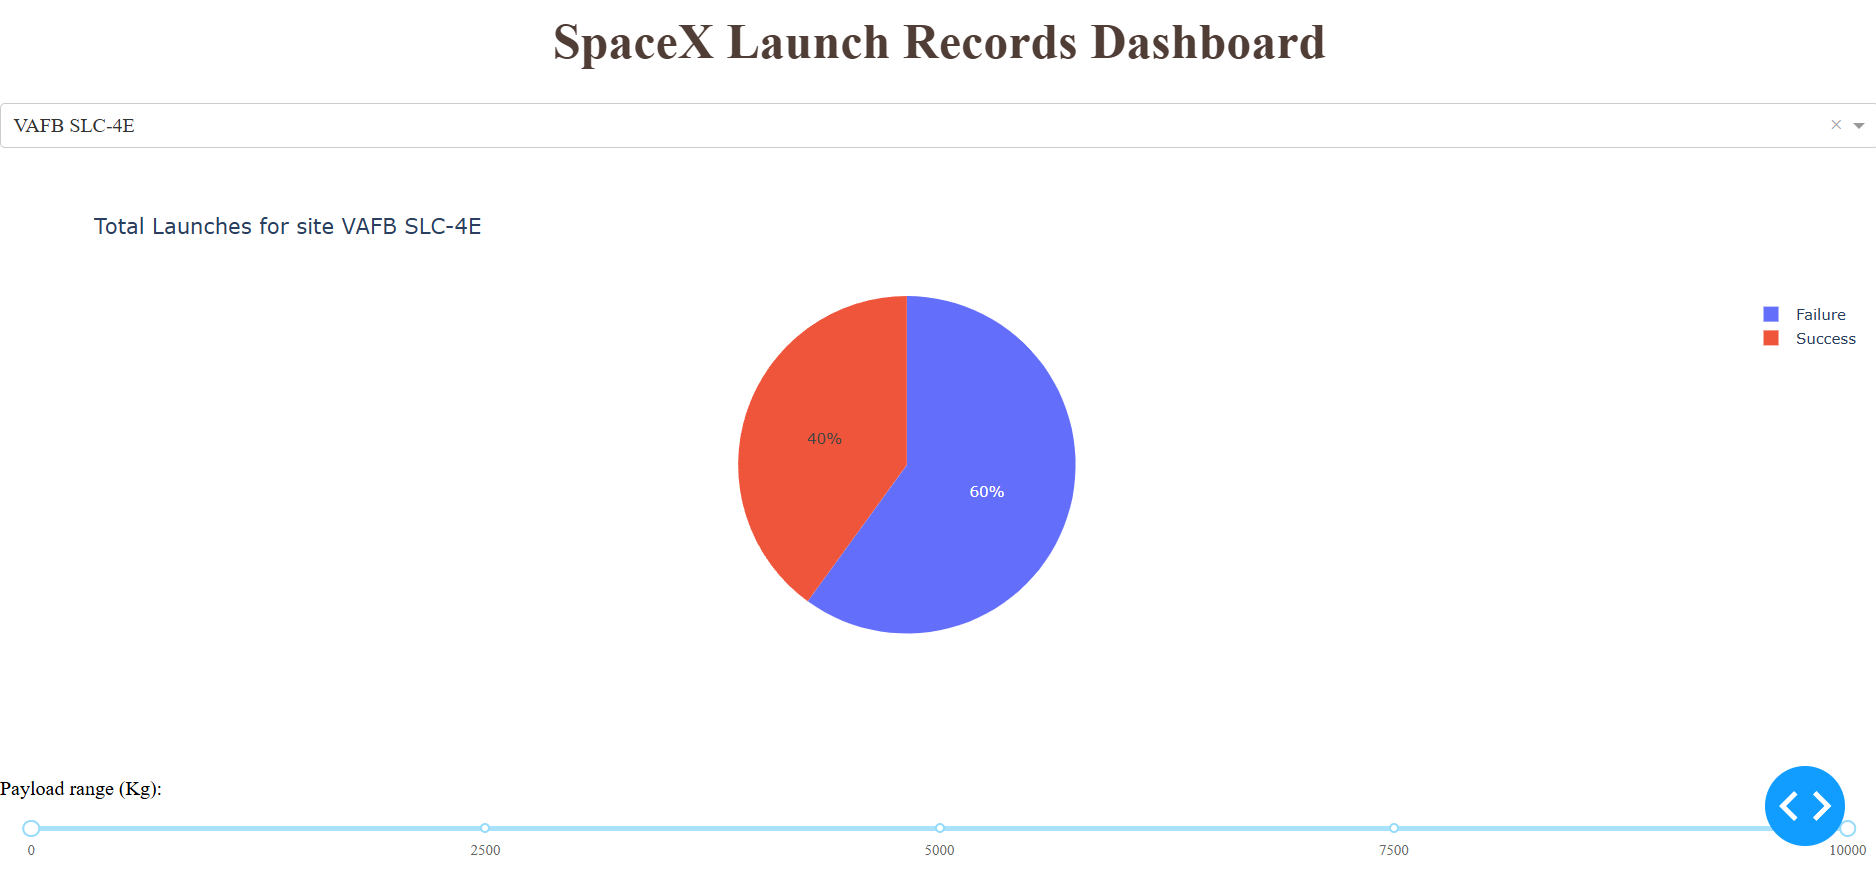 SpaceX Launch Records Dashboard
VAFB SLC-4E
Total Launches for site VAFB SLC-4E
Failure
Success
40%
60%
Payload range (Kg):
0 2500 5000 7500 10000